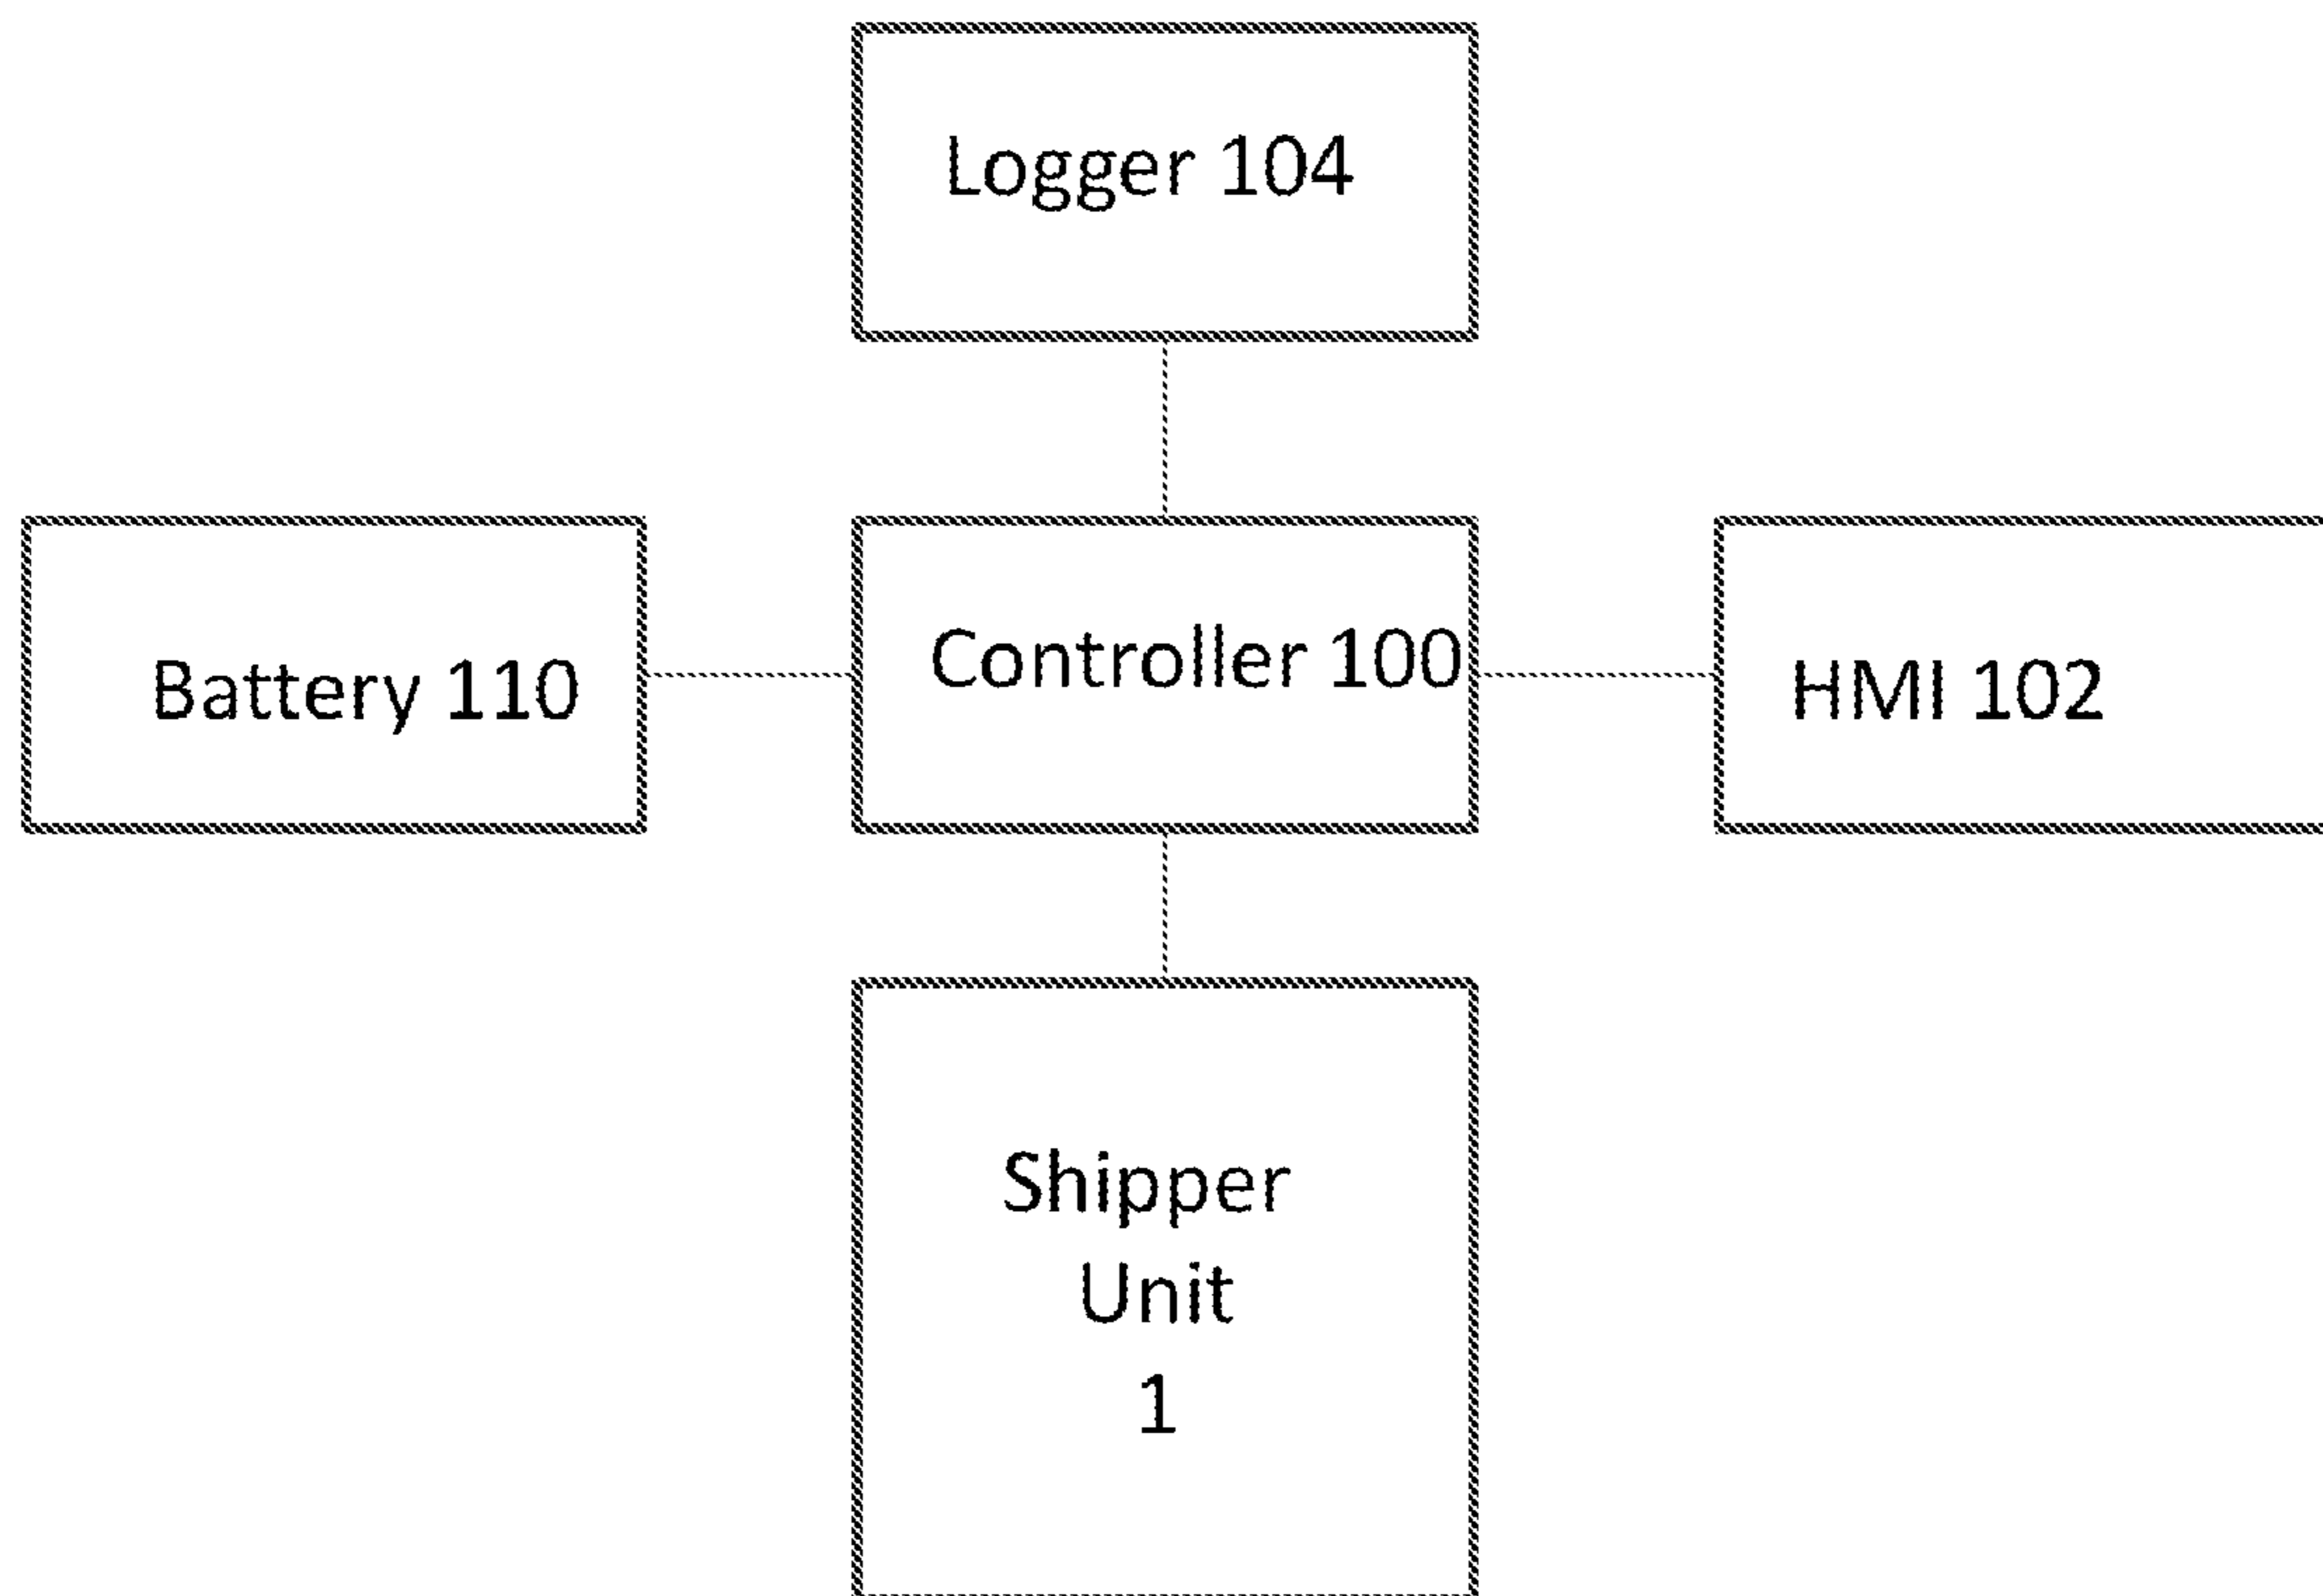 Logger 104
Battery 110
Controller 100
HMI 102
Shipper
Unit
1